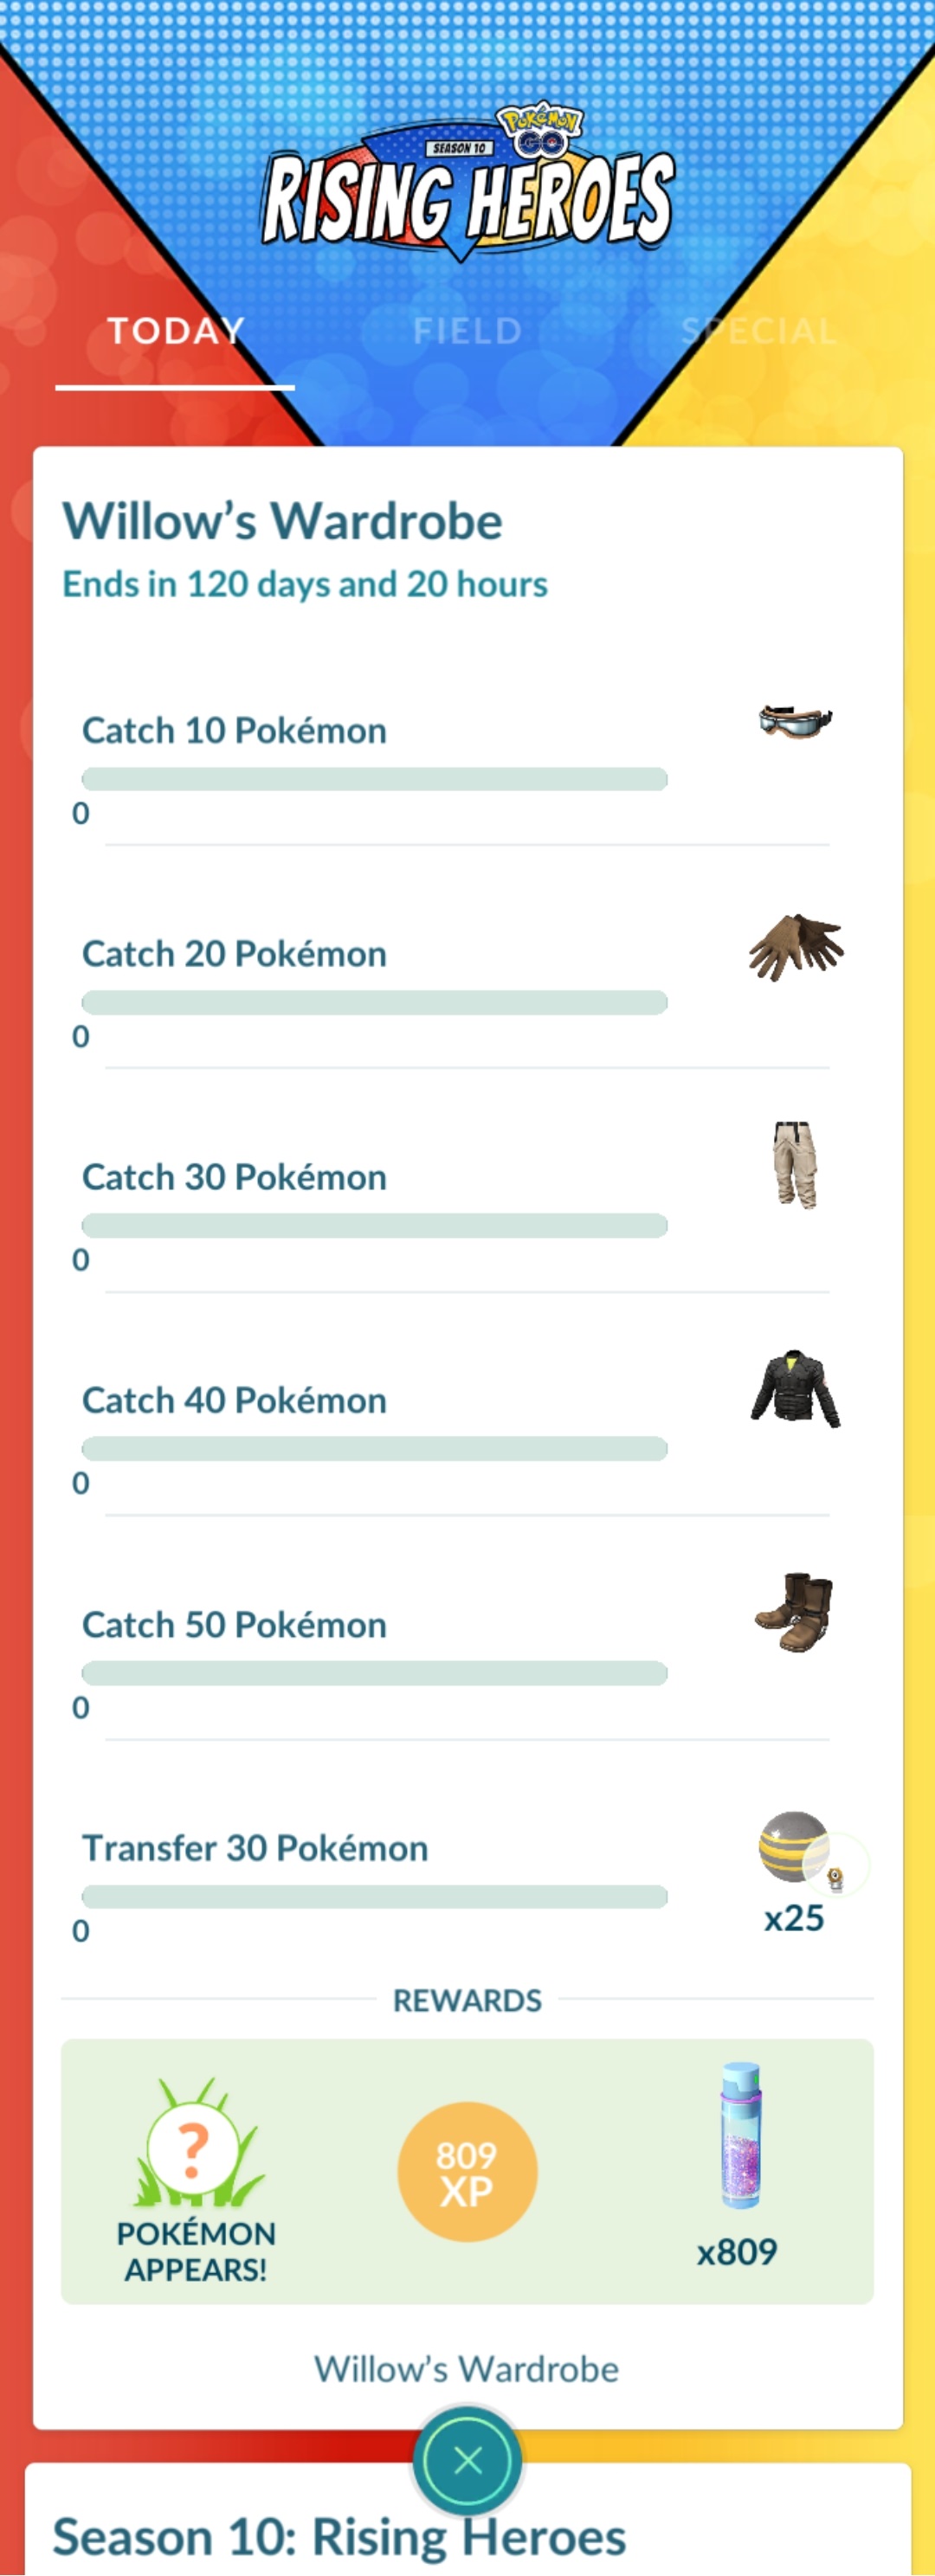 Pokémon
GO
SEASON 10
RISING HEROES
TODAY
FIELD
SPECIAL
Willow's Wardrobe
Ends in 120 days and 20 hours
Catch 10 Pokémon
0
Catch 20 Pokémon
0
Catch 30 Pokémon
0
Catch 40 Pokémon
0
Catch 50 Pokémon
0
Transfer 30 Pokémon
0
x25
REWARDS
?
POKÉMON
APPEARS!
809
XP
x809
Willow's Wardrobe
Season 10: Rising Heroes